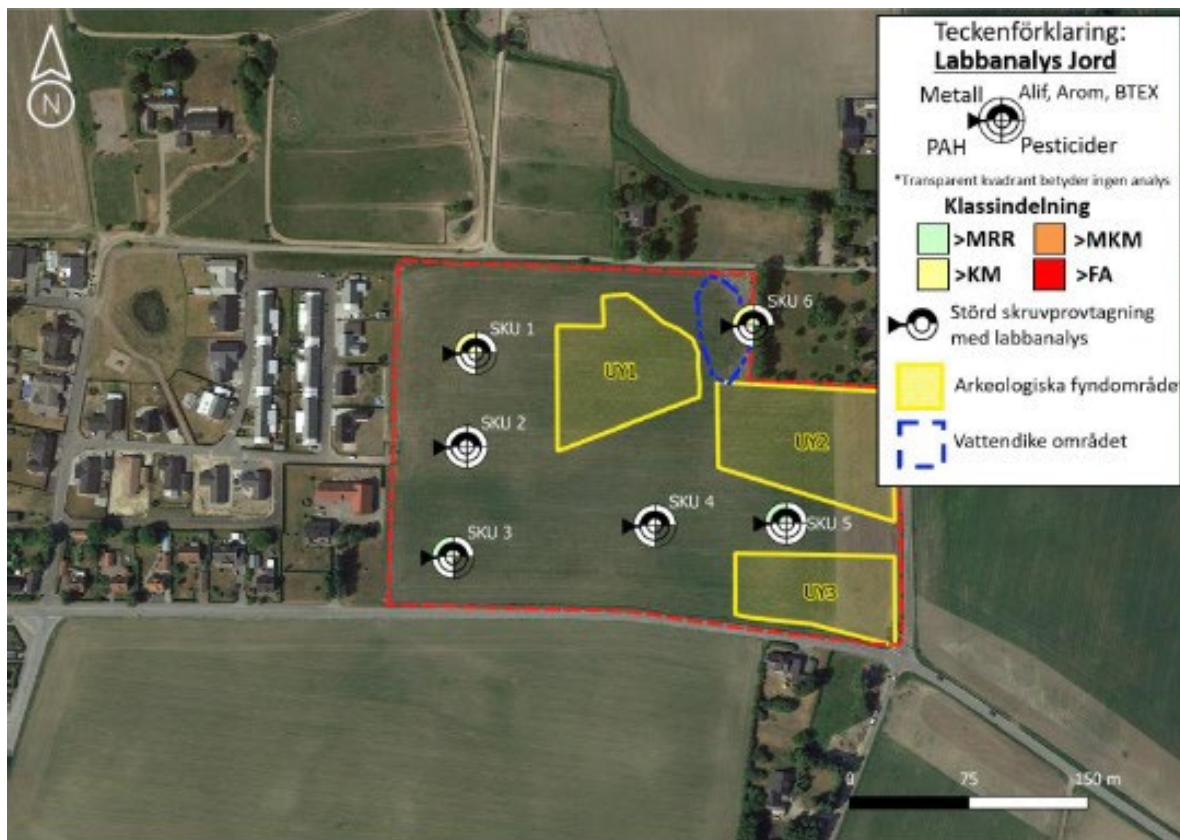 N
Teckenförklaring:
Labbanalys Jord
Metall
Alif, Arom, BTEX
PAH
Pesticider
*Transparent kvadrant betyder ingen analys
Klassindelning
>MRR
>MKM
>KM
>FA
Störd skruvprovtagning
med labbanalys
Arkeologiska fyndområdet
Vattendike området
SKU 1
SKU 2
SKU 3
SKU 4
SKU 5
SKU 6
UY1
UY2
UY3
0
75
150 m